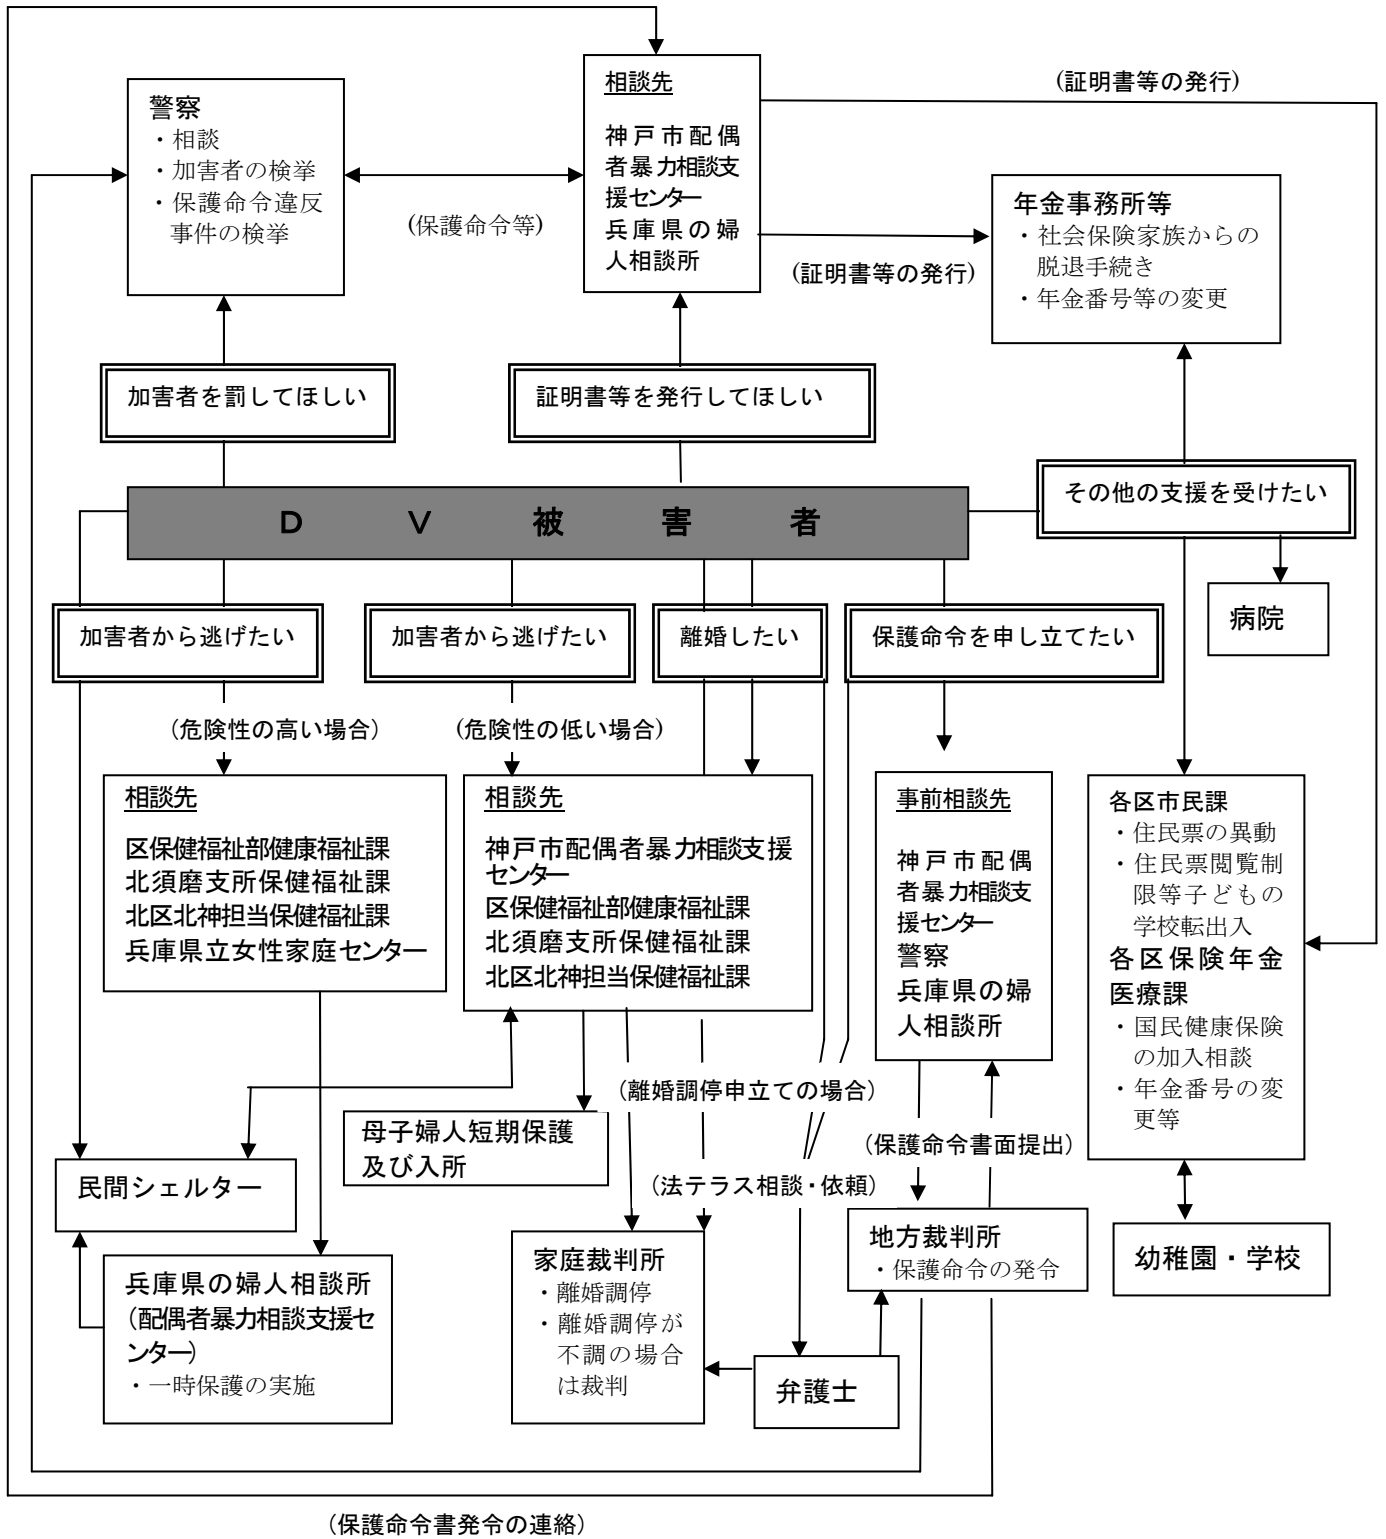 (証明書等の発行)
警察
・相談
・加害者の検挙
・保護命令違反
事件の検挙
(保護命令等)
相談先
神戸市配偶
者暴力相談支
援センター
兵庫県の婦
人相談所
(証明書等の発行)
年金事務所等
・社会保険家族からの
脱退手続き
・年金番号等の変更
加害者を罰してほしい
証明書等を発行してほしい
その他の支援を受けたい
DV被害者
病院
加害者から逃げたい
加害者から逃げたい
離婚したい
保護命令を申し立てたい
(危険性の高い場合)
(危険性の低い場合)
相談先
区保健福祉部健康福祉課
北須磨支所保健福祉課
北区北神担当保健福祉課
兵庫県立女性家庭センター
相談先
神戸市配偶者暴力相談支援
センター
区保健福祉部健康福祉課
北須磨支所保健福祉課
北区北神担当保健福祉課
事前相談先
神戸市配偶
者暴力相談支
援センター
警察
兵庫県の婦
人相談所
各区市民課
・住民票の異動
・住民票閲覧制
限等子どもの
学校転出入
各区保険年金
医療課
・国民健康保険
の加入相談
・年金番号の変
更等
(離婚調停申立ての場合)
母子婦人短期保護
及び入所
(保護命令書面提出)
民間シェルター
(法テラス相談・依頼)
家庭裁判所
・離婚調停
・離婚調停が
不調の場合
は裁判
地方裁判所
・保護命令の発令
幼稚園・学校
兵庫県の婦人相談所
(配偶者暴力相談支援セ
ンター)
・一時保護の実施
弁護士
(保護命令書発令の連絡)